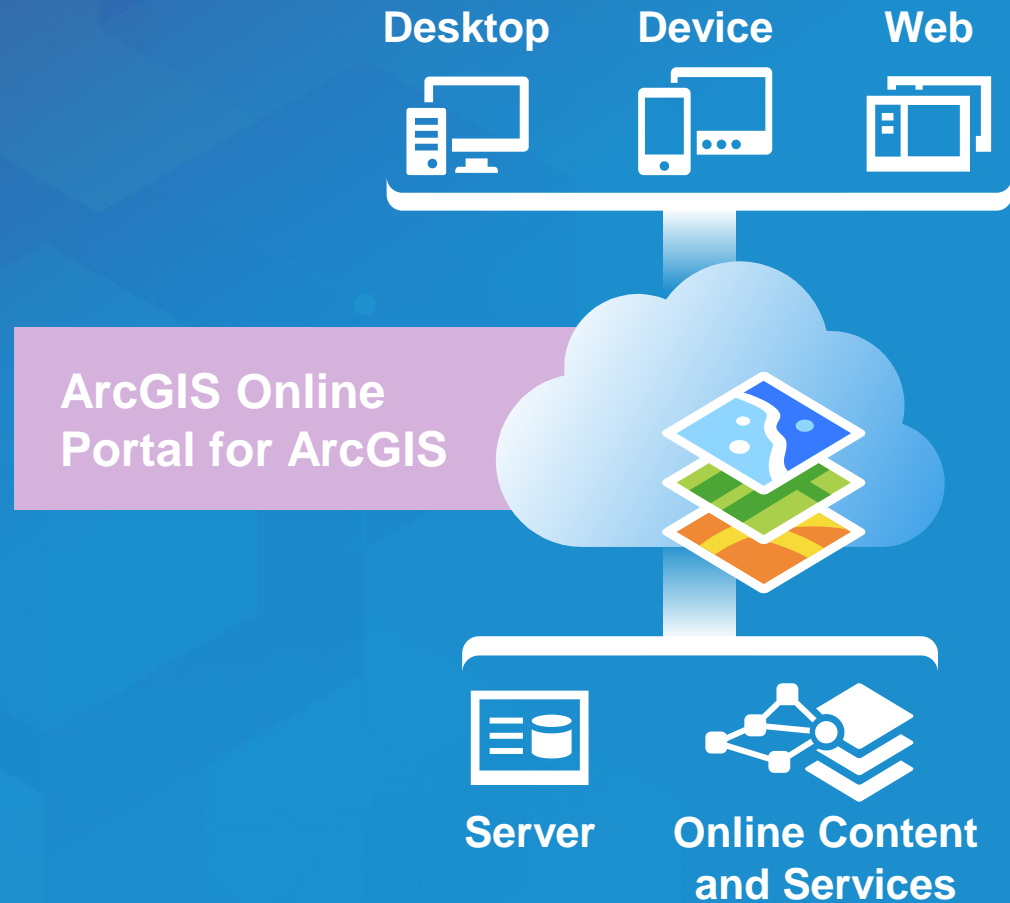 Desktop
Device
Web
ArcGIS Online
Portal for ArcGIS
Server
Online Content
and Services